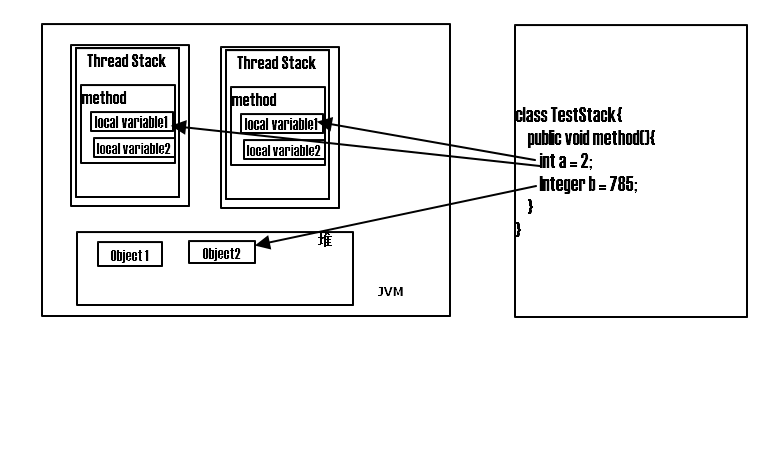 Thread Stack
method
local variable1
local variable2
Thread Stack
method
local variable1
local variable2
堆
Object 1
Object2
JVM
class TestStack{
public void method(){
int a = 2;
Integer b = 785;
}
}